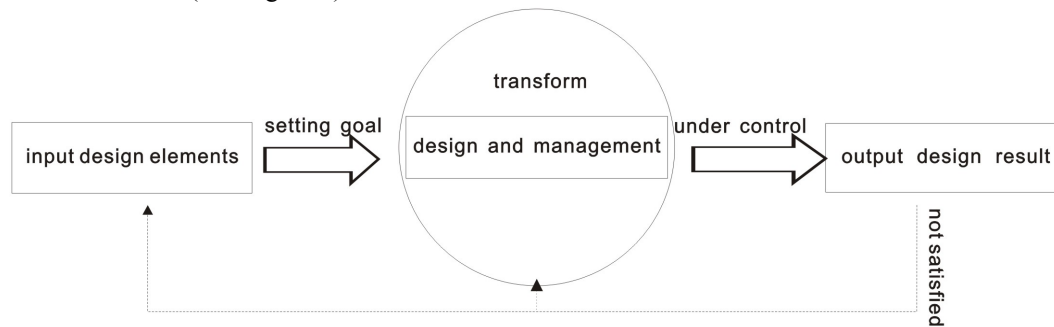 transform
setting goal
under control
input design elements
design and management
output design result
not satisfied